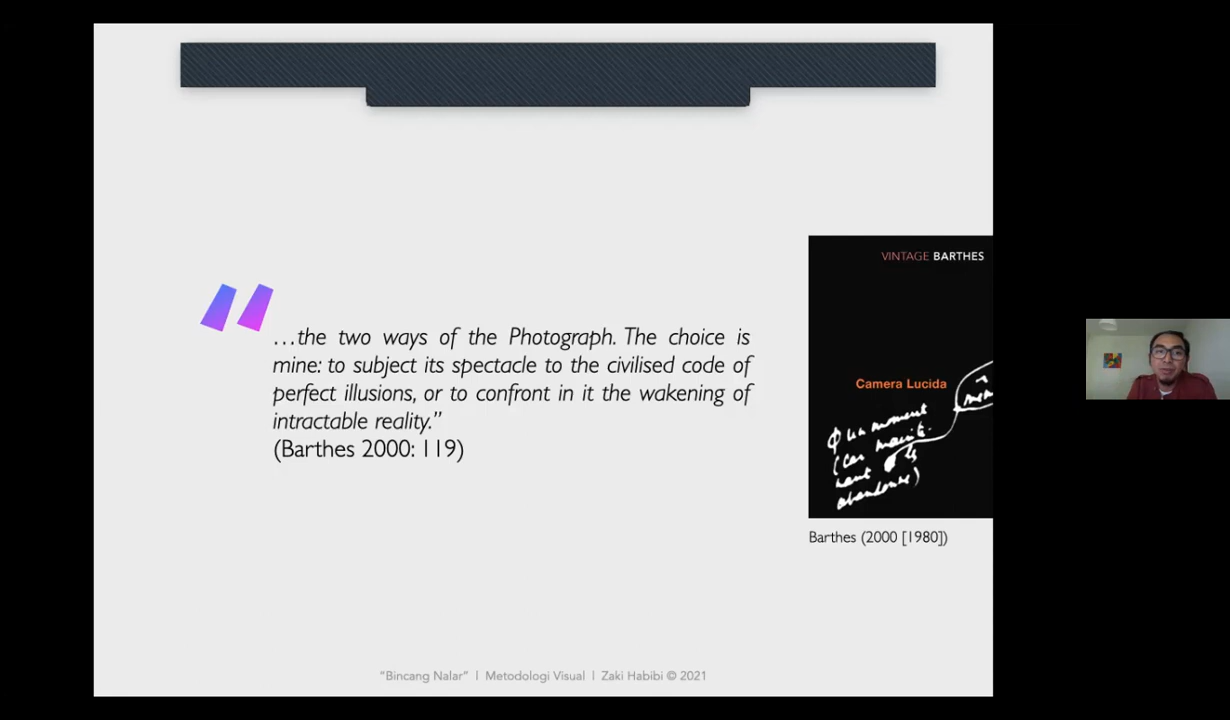 …the two ways of the Photograph. The choice is
mine: to subject its spectacle to the civilised code of
perfect illusions, or to confront in it the wakening of
intractable reality.”
(Barthes 2000: 119)
VINTAGE BARTHES
Camera Lucida
un moment
Barthes (2000 [1980])
“Bincang Nalar” | Metodologi Visual | Zaki Habibi © 2021